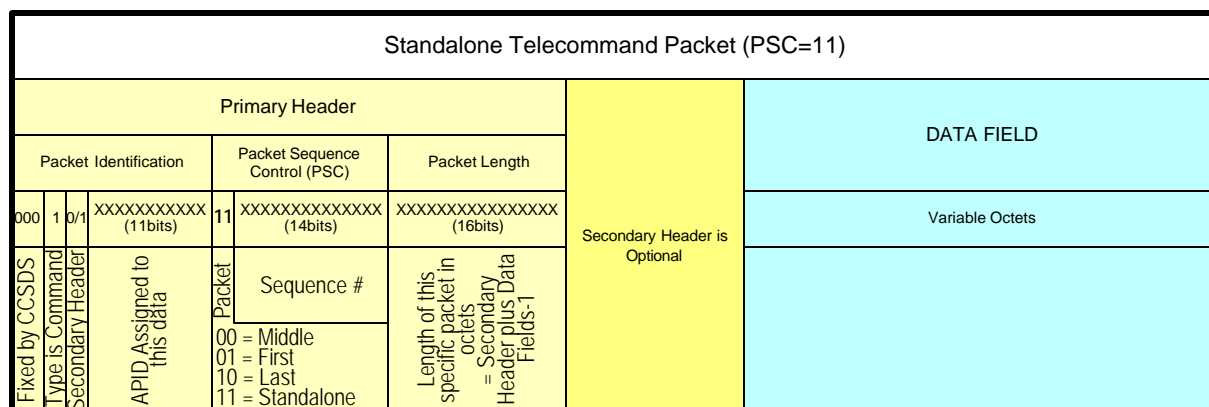 Standalone Telecommand Packet (PSC=11)
Primary Header
DATA FIELD
Packet Identification
Packet Sequence
Control (PSC)
Packet Length
000
1
0/1
XXXXXXXXXXX
(11bits)
11
XXXXXXXXXXXXXX
(14bits)
XXXXXXXXXXXXXXXX
(16bits)
Secondary Header is
Optional
Variable Octets
Fixed by CCSDS
Type is Command
Secondary Header
APID Assigned to
this data
Packet
Sequence #
00 = Middle
01 = First
10 = Last
11 = Standalone
Length of this
specific packet in
octets
= Secondary
Header plus Data
Fields-1